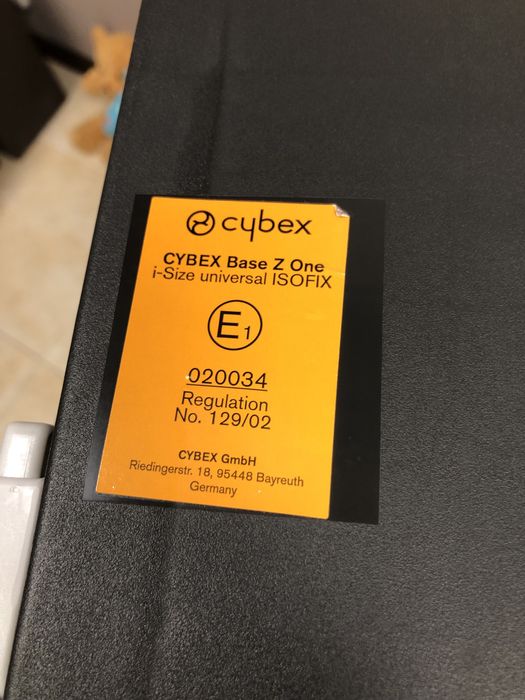 cybex
CYBEX Base Z One
i-Size universal ISOFIX
E1
020034
Regulation
No. 129/02
CYBEX GmbH
Riedingerstr. 18, 95448 Bayreuth
Germany